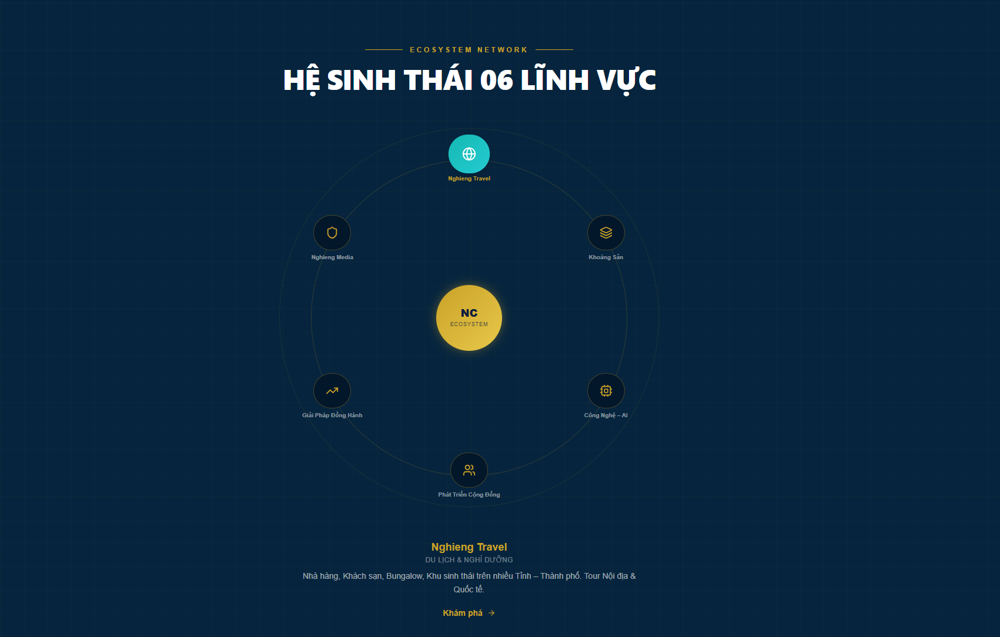 ECOSYSTEM NETWORK
HỆ SINH THÁI 06 LĨNH VỰC
Nghieng Travel
Nghieng Media
Khoáng Sản
NC
ECOSYSTEM
Giải Pháp Đồng Hành
Công Nghệ – AI
Phát Triển Cộng Đồng
Nghieng Travel
DU LỊCH & NGHỈ DƯỠNG
Nhà hàng, Khách sạn, Bungalow, Khu sinh thái trên nhiều Tỉnh – Thành phố. Tour Nội địa &
Quốc tế.
Khám phá